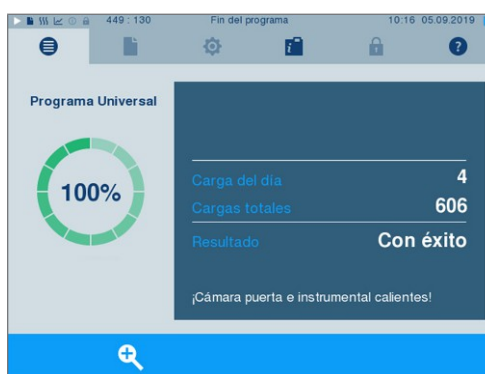 449 : 130 Fin del programa 10:16 05.09.2019
i ?
Programa Universal
100%
Carga del día 4
Cargas totales 606
Resultado Con éxito
¡Cámara puerta e instrumental calientes!